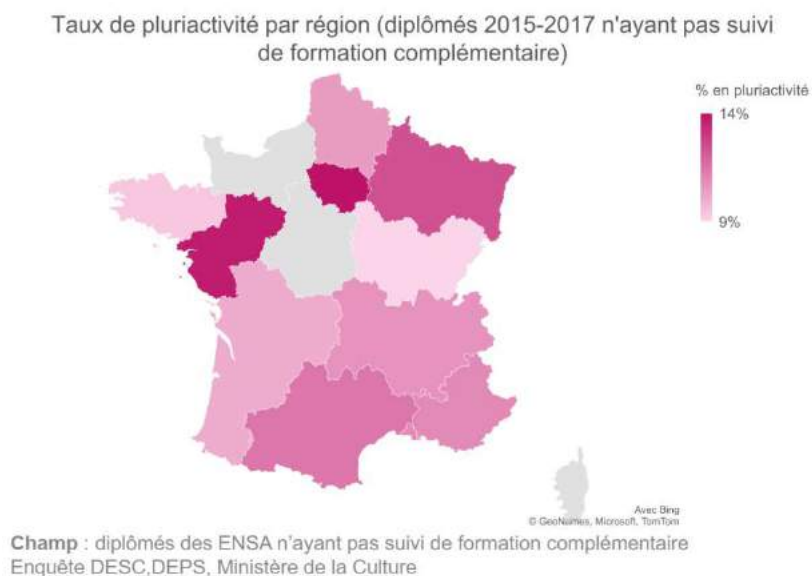 Taux de pluriactivité par région (diplômés 2015-2017 n'ayant pas suivi
de formation complémentaire)
% en pluriactivité
14%
9%
Avec Bing
© GeoNames, Microsoft, TomTom
Champ : diplômés des ENSA n'ayant pas suivi de formation complémentaire
Enquête DESC,DEPS, Ministère de la Culture